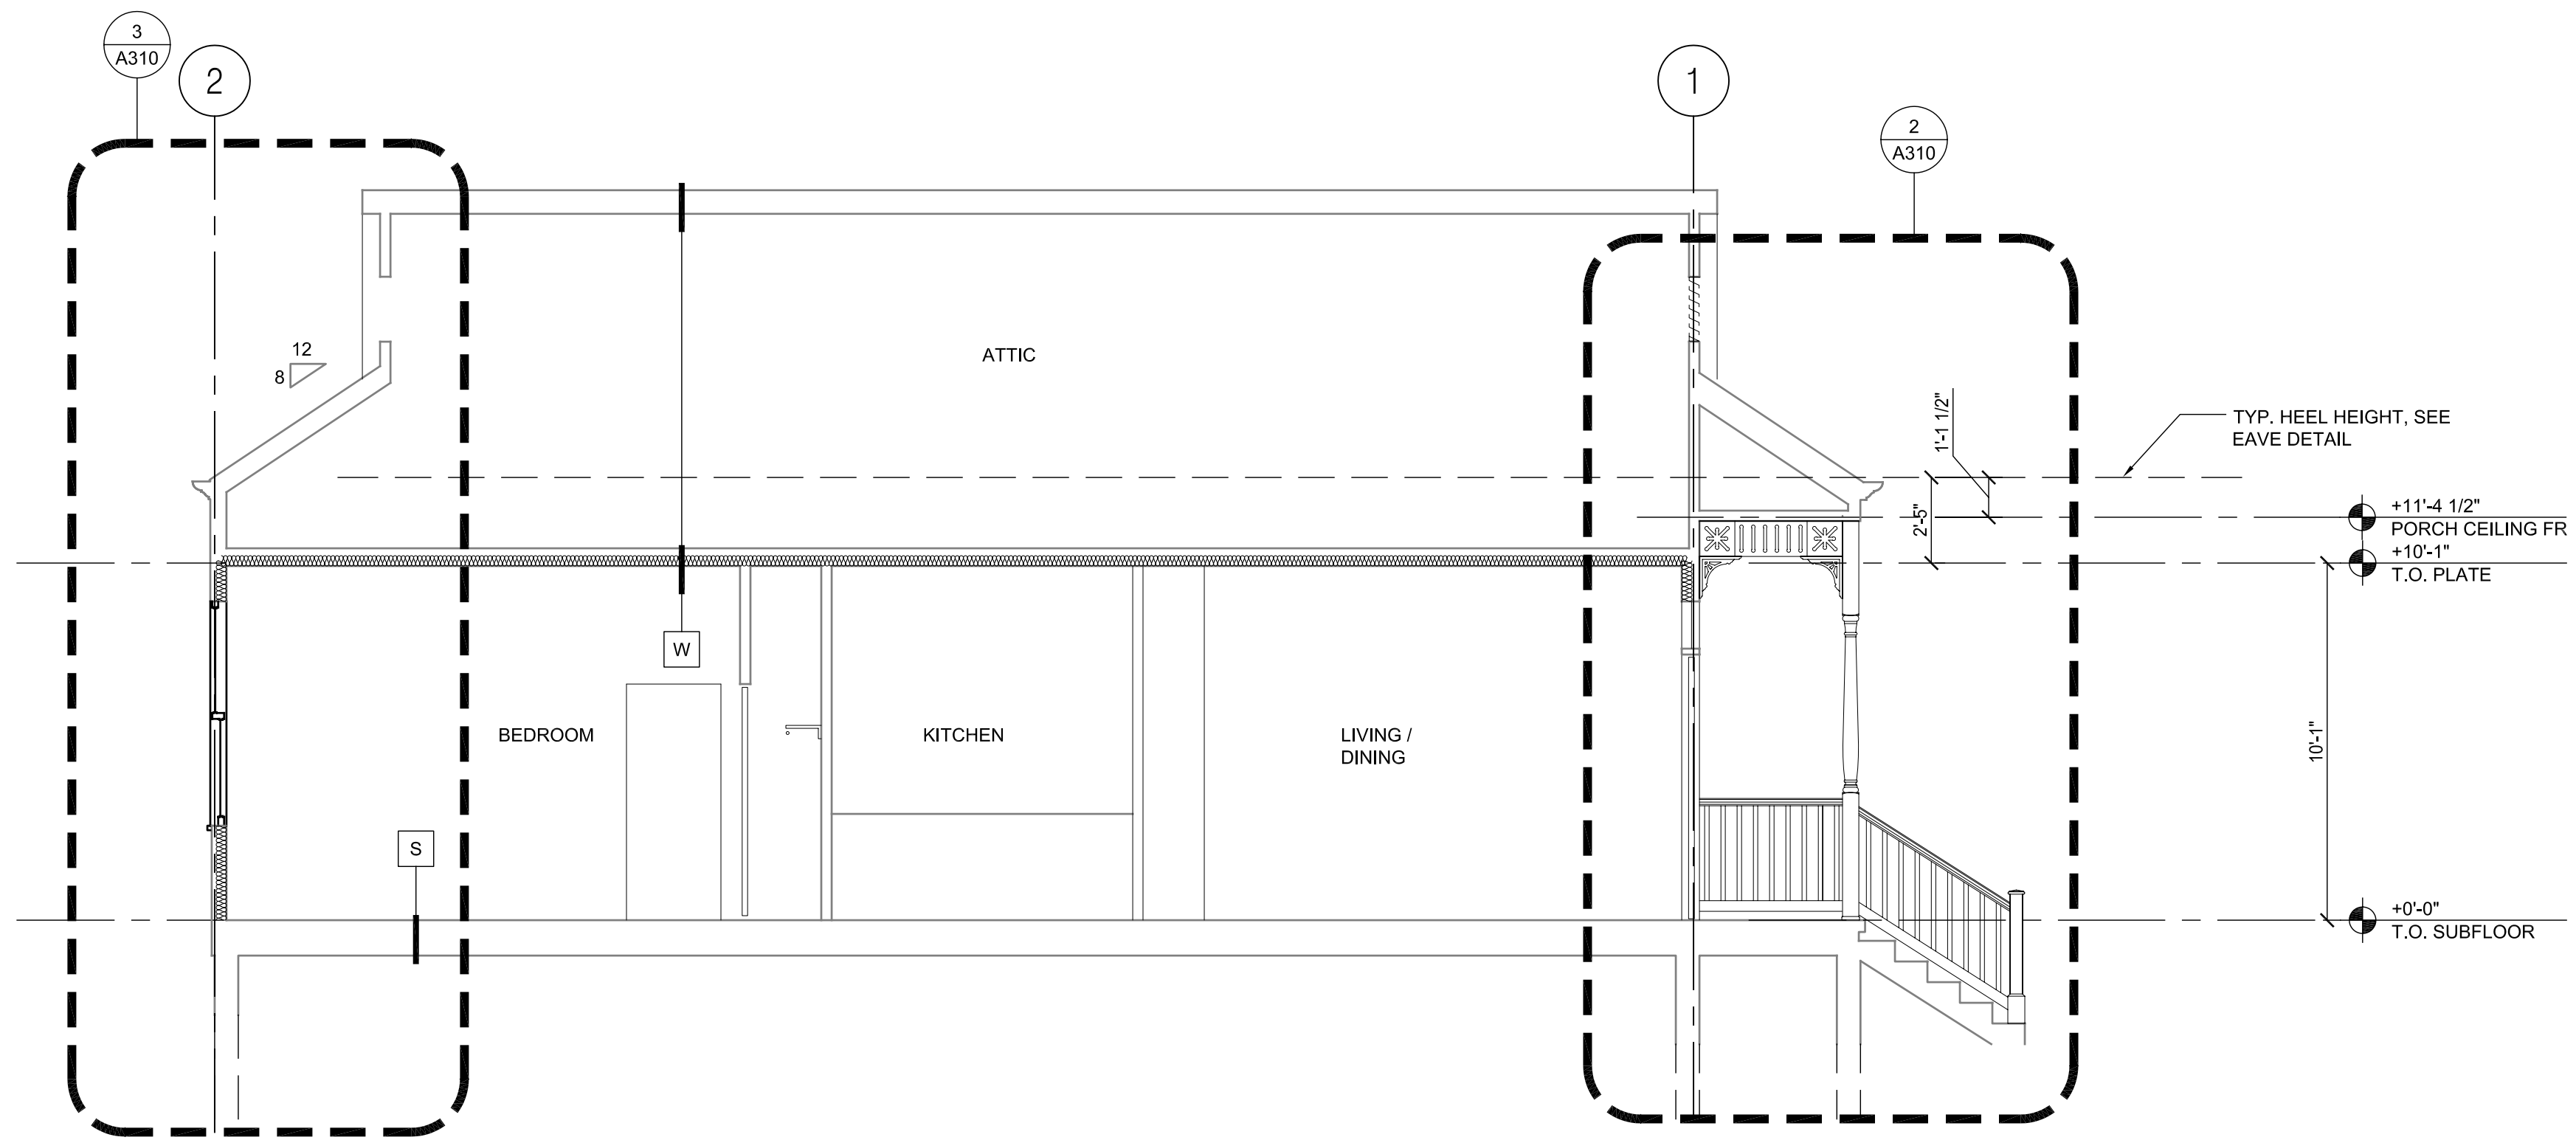 3
A310
2
1
2
A310
12
8
ATTIC
1'-1 1/2"
TYP. HEEL HEIGHT, SEE
EAVE DETAIL
2'-5"
+11'-4 1/2"
PORCH CEILING FR
+10'-1"
T.O. PLATE
W
BEDROOM
KITCHEN
LIVING /
DINING
10'-1"
S
+0'-0"
T.O. SUBFLOOR